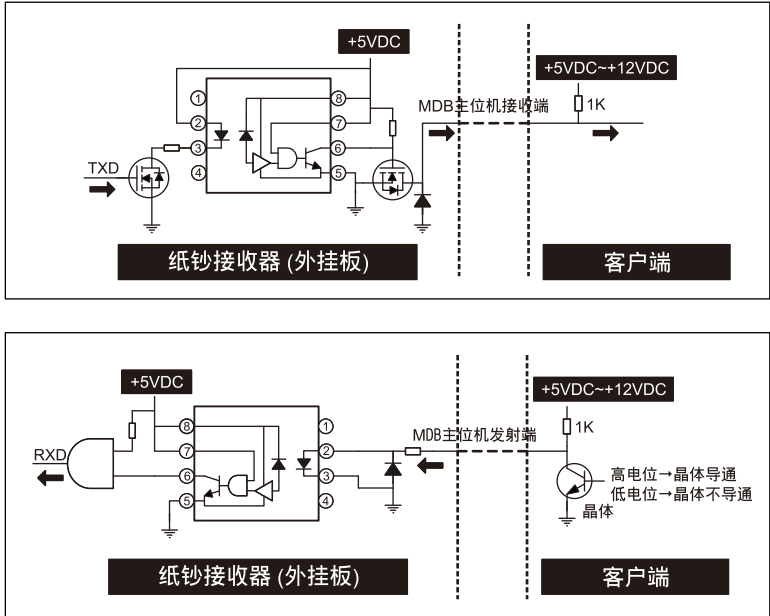 +5VDC
+5VDC~+12VDC
① ⑧
MDB主位机接收端
1K
② ⑦
③ ⑥
TXD
④ ⑤
纸钞接收器 (外挂板)
客户端
+5VDC
+5VDC~+12VDC
⑧ ①
MDB主位机发射端
1K
RXD
⑦ ②
⑥ ③
高电位→晶体导通
低电位→晶体不导通
⑤ ④
晶体
纸钞接收器 (外挂板)
客户端